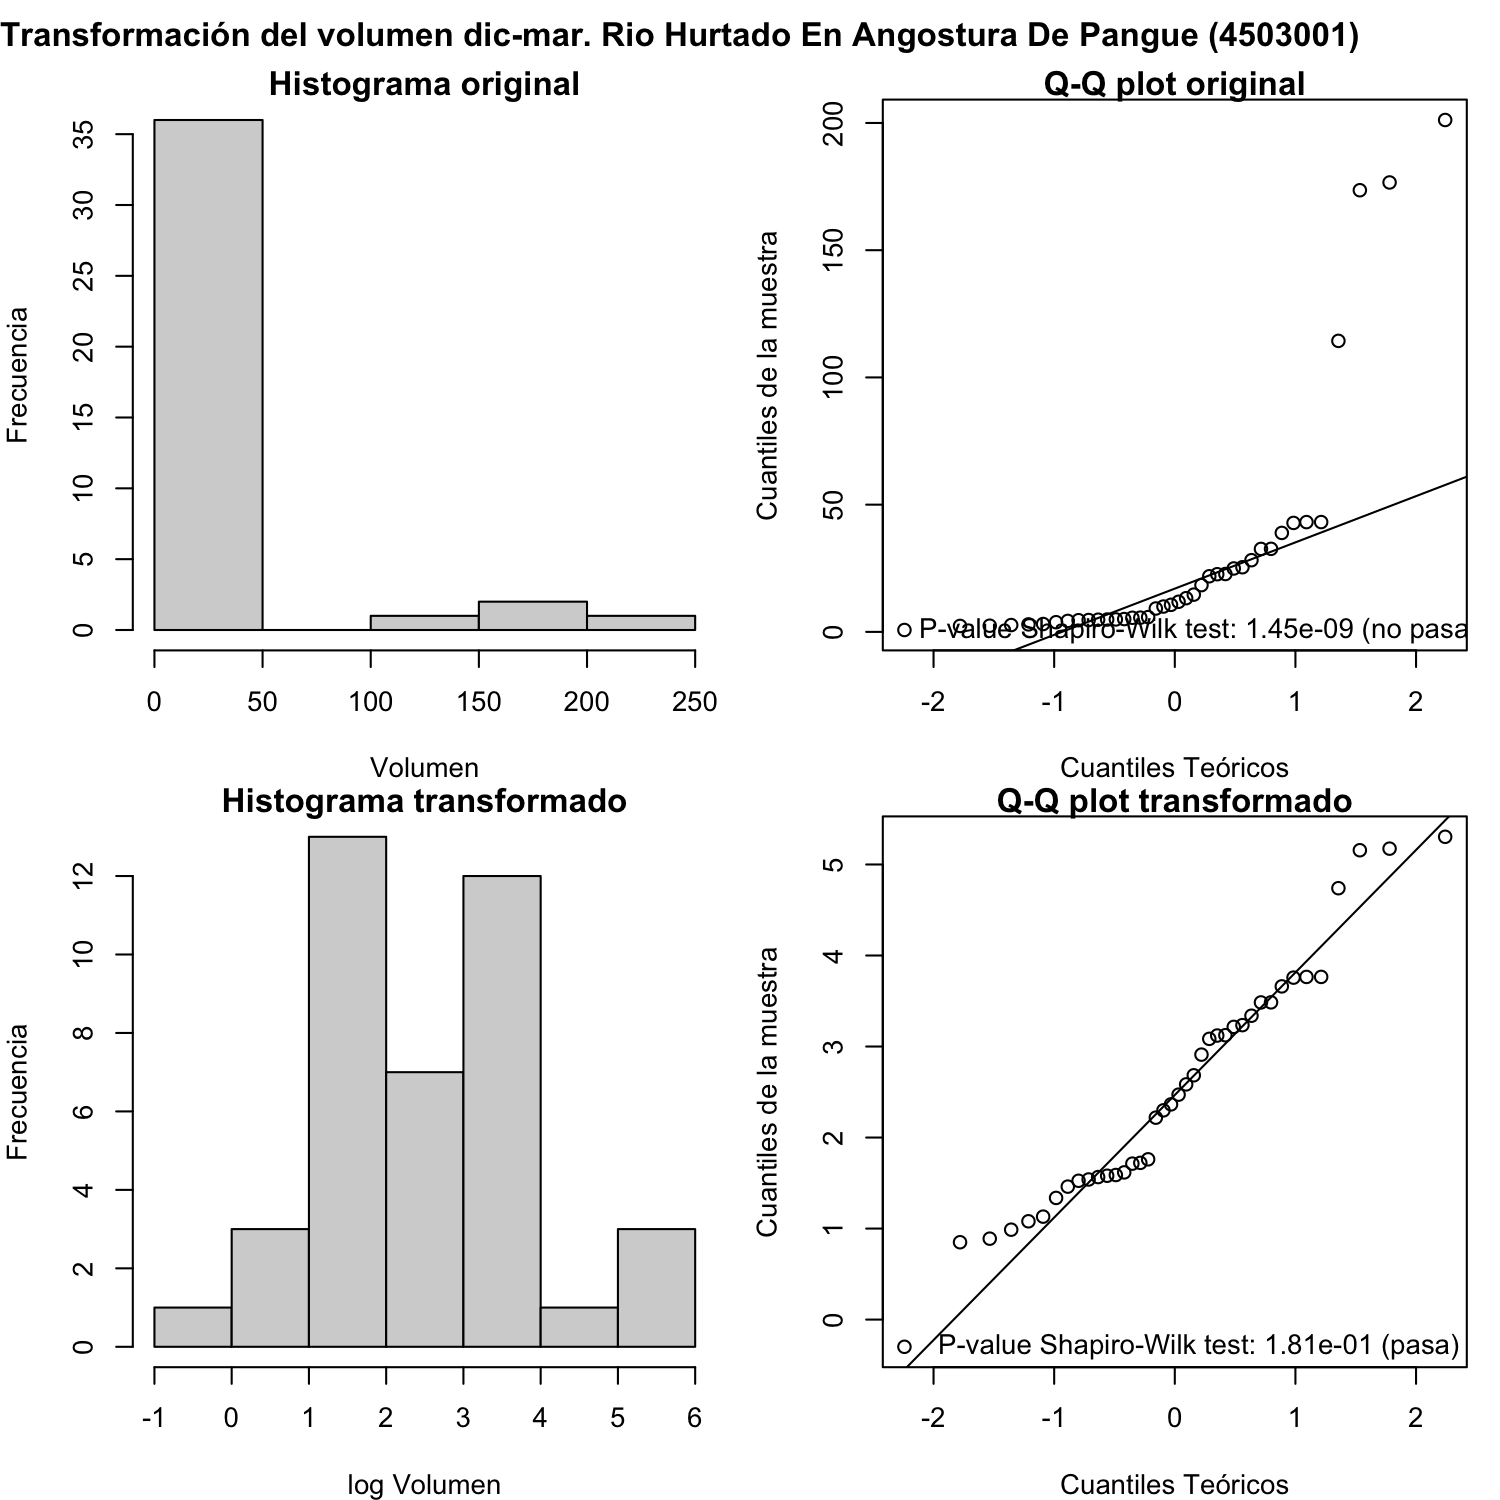 Transformación del volumen dic-mar. Rio Hurtado En Angostura De Pangue (4503001)
Histograma original
Frecuencia
35
30
25
20
15
10
5
0
0 50 100 150 200 250
Volumen
Q-Q plot original
Cuantiles de la muestra
200
150
100
50
0
P-value Shapiro-Wilk test: 1.45e-09 (no pasa
-2 -1 0 1 2
Cuantiles Teóricos
Histograma transformado
Frecuencia
12
10
8
6
4
2
0
-1 0 1 2 3 4 5 6
log Volumen
Q-Q plot transformado
Cuantiles de la muestra
5
4
3
2
1
0
P-value Shapiro-Wilk test: 1.81e-01 (pasa)
-2 -1 0 1 2
Cuantiles Teóricos